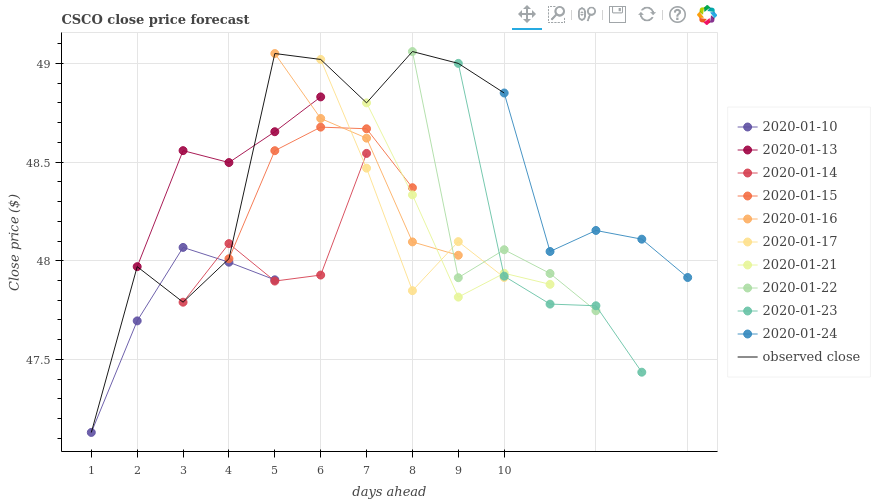 CSCO close price forecast
49
48.5
48
47.5
Close price ($)
1 2 3 4 5 6 7 8 9 10
days ahead
2020-01-10
2020-01-13
2020-01-14
2020-01-15
2020-01-16
2020-01-17
2020-01-21
2020-01-22
2020-01-23
2020-01-24
observed close